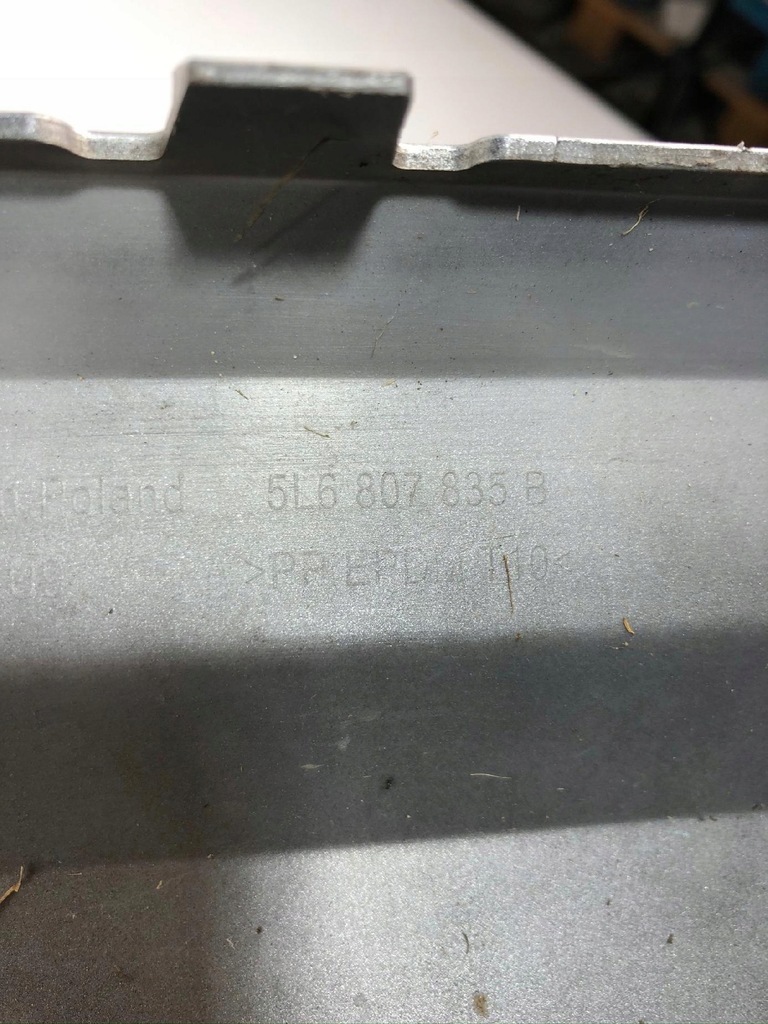 n Poland 5L6 807 835 B
>PP EPDM T10<